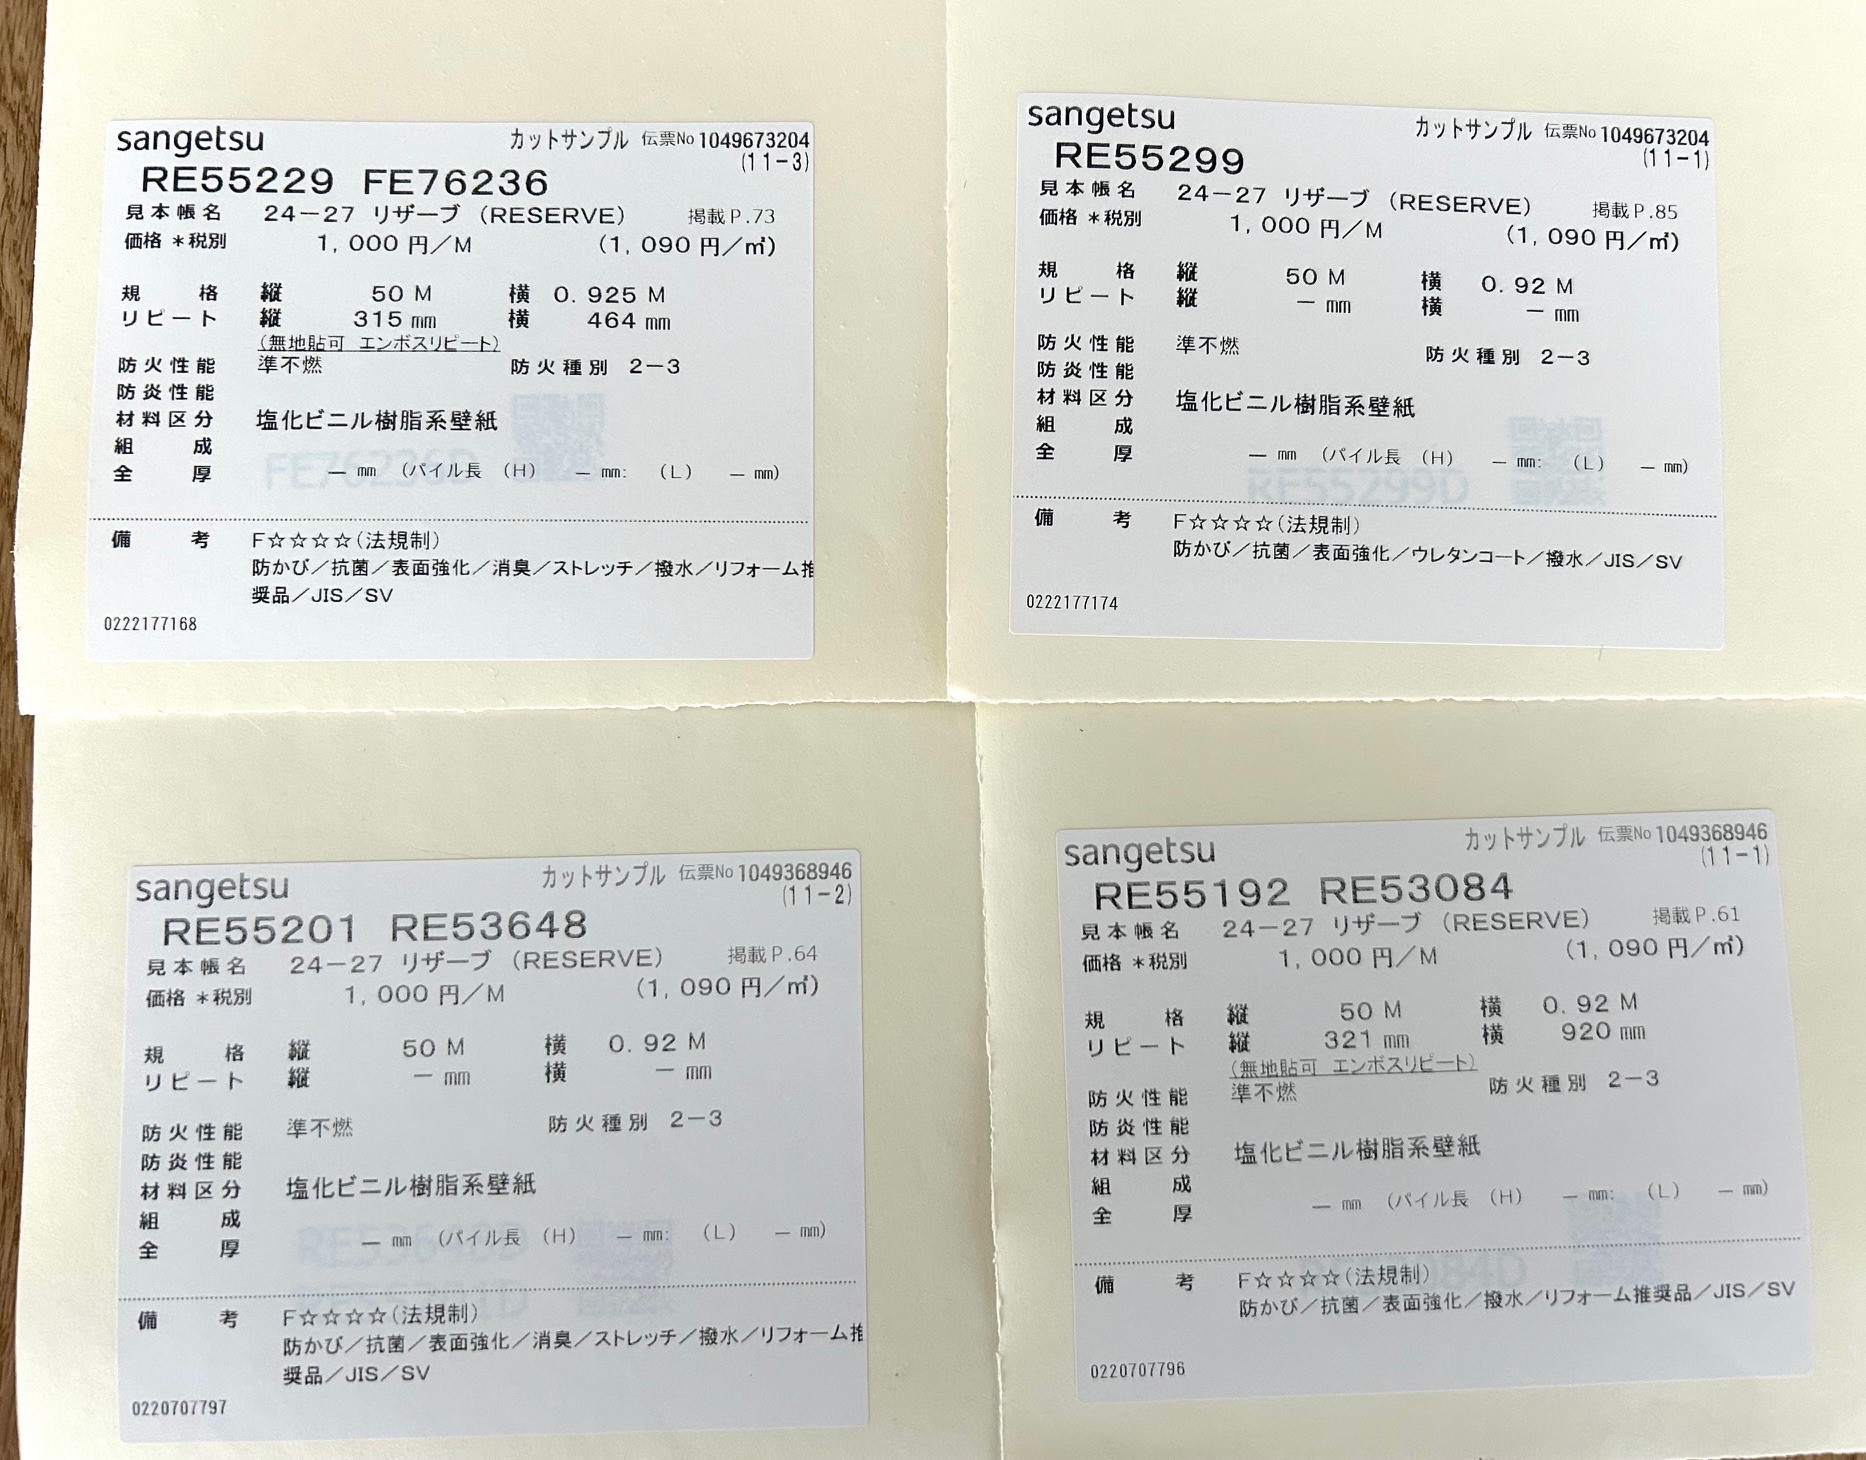 sangetsu カットサンプル 伝票No 1049673204
(11-3)
RE55229 FE76236
見本帳名 24-27 リザーブ (RESERVE) 掲載P.73
価格*税別 1,000円/M (1,090円/㎡)
規格 縦 50 M 横 0.925 M
リピート 縦 315 mm 横 464 mm
(無地貼可 エンボスリピート)
防火性能 準不燃 防火種別 2-3
防炎性能
材料区分 塩化ビニル樹脂系壁紙
組成
FE76236D
全厚 - mm (パイル長 (H) - mm: (L) - mm)
備考 F☆☆☆☆(法規制)
防かび/抗菌/表面強化/消臭/ストレッチ/撥水/リフォーム推
奨品/JIS/SV
0222177168
sangetsu カットサンプル 伝票No 1049673204
(11-1)
RE55299
見本帳名 24-27 リザーブ (RESERVE) 掲載P.85
価格*税別 1,000円/M (1,090円/㎡)
規格 縦 50 M 横 0.92 M
リピート 縦 - mm 横 - mm
防火性能 準不燃 防火種別 2-3
防炎性能
材料区分 塩化ビニル樹脂系壁紙
組成
全厚 - mm (パイル長 (H) - mm: (L) - mm)
RE55299D
備考 F☆☆☆☆(法規制)
防かび/抗菌/表面強化/ウレタンコート/撥水/JIS/SV
0222177174
sangetsu カットサンプル 伝票No 1049368946
(11-2)
RE55201 RE53648
見本帳名 24-27 リザーブ (RESERVE) 掲載P.64
価格*税別 1,000円/M (1,090円/㎡)
規格 縦 50 M 横 0.92 M
リピート 縦 - mm 横 - mm
防火性能 準不燃 防火種別 2-3
防炎性能
材料区分 塩化ビニル樹脂系壁紙
組成
RE53648D
全厚 - mm (パイル長 (H) - mm: (L) - mm)
備考 F☆☆☆☆(法規制)
防かび/抗菌/表面強化/消臭/ストレッチ/撥水/リフォーム推
奨品/JIS/SV
0220707797
sangetsu カットサンプル 伝票No 1049368946
(11-1)
RE55192 RE53084
見本帳名 24-27 リザーブ (RESERVE) 掲載P.61
価格*税別 1,000円/M (1,090円/㎡)
規格 縦 50 M 横 0.92 M
リピート 縦 321 mm 横 920 mm
(無地貼可 エンボスリピート)
防火性能 準不燃 防火種別 2-3
防炎性能
材料区分 塩化ビニル樹脂系壁紙
組成
全厚 - mm (パイル長 (H) - mm: (L) - mm)
備考 F☆☆☆☆(法規制)
防かび/抗菌/表面強化/撥水/リフォーム推奨品/JIS/SV
0220707796